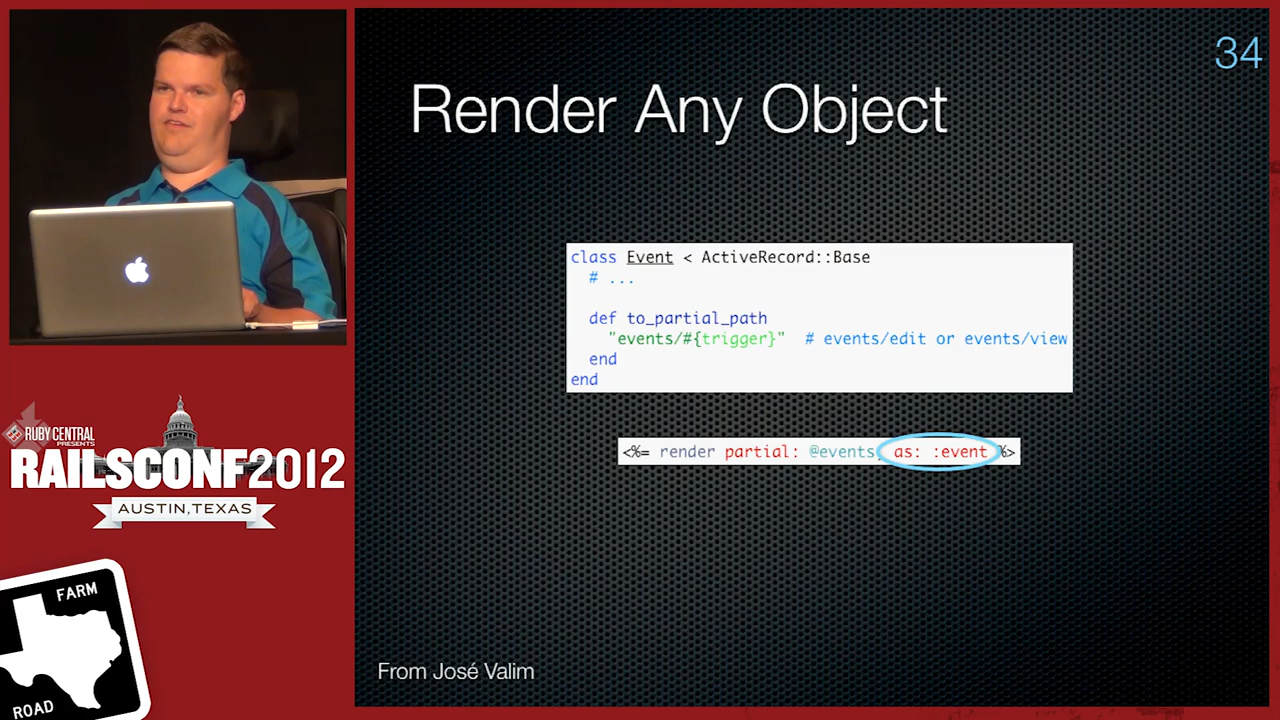 34
Render Any Object
class Event < ActiveRecord::Base
# ...
def to_partial_path
"events/#{trigger}" # events/edit or events/view
end
end
<%= render partial: @events, as: :event %>
From José Valim
RUBY CENTRAL
PRESENTS
RAILSCONF2012
AUSTIN,TEXAS
FARM
ROAD